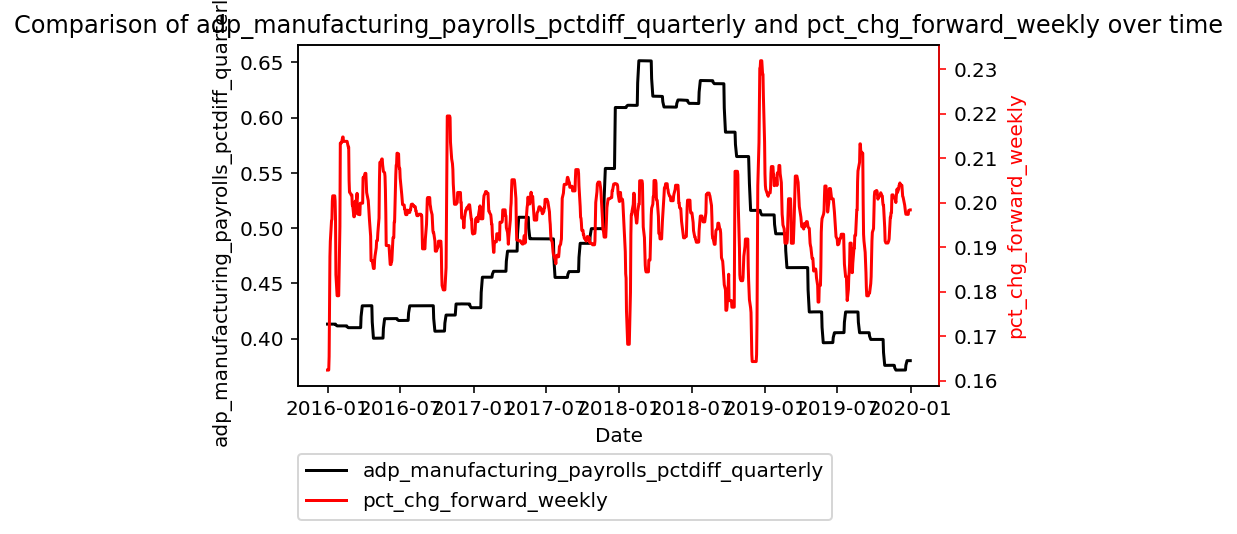 Comparison of adp_manufacturing_payrolls_pctdiff_quarterly and pct_chg_forward_weekly over time
adp_manufacturing_payrolls_pctdiff_quarterly
0.65
0.60
0.55
0.50
0.45
0.40
0.23
0.22
0.21
0.20
0.19
0.18
0.17
0.16
pct_chg_forward_weekly
2016-01 2016-07 2017-01 2017-07 2018-01 2018-07 2019-01 2019-07 2020-01
Date
adp_manufacturing_payrolls_pctdiff_quarterly
pct_chg_forward_weekly